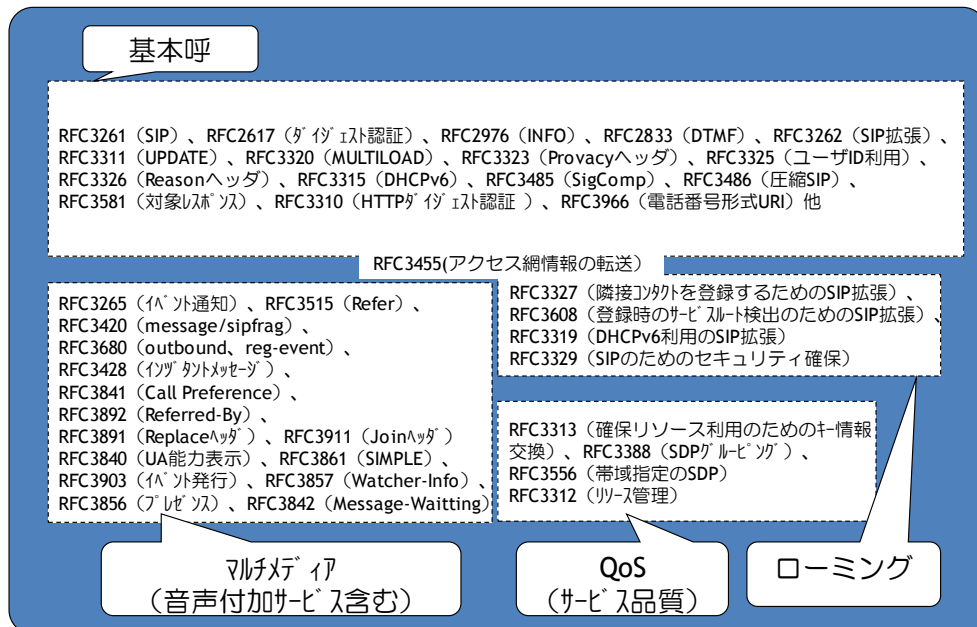 基本呼
RFC3261（SIP）、RFC2617（ﾀﾞｲｼﾞｪｽﾄ認証）、RFC2976（INFO）、RFC2833（DTMF）、RFC3262（SIP拡張）、
RFC3311（UPDATE）、RFC3320（MULTILOAD）、RFC3323（Provacyヘッダ）、RFC3325（ユーザID利用）、
RFC3326（Reasonヘッダ）、RFC3315（DHCPv6）、RFC3485（SigComp）、RFC3486（圧縮SIP）、
RFC3581（対象ﾚｽﾎﾟﾝｽ）、RFC3310（HTTPﾀﾞｲｼﾞｪｽﾄ認証 ）、RFC3966（電話番号形式URI）他
RFC3455(アクセス網情報の転送）
RFC3265（ｲﾍﾞﾝﾄ通知）、RFC3515（Refer）、
RFC3420（message/sipfrag）、
RFC3680（outbound、reg-event）、
RFC3428（ｲﾝﾂﾞﾀﾝﾄﾒｯｾｰｼﾞ）、
RFC3841（Call Preference）、
RFC3892（Referred-By）、
RFC3891（Replaceﾍｯﾀﾞ）、RFC3911（Joinﾍｯﾀﾞ）
RFC3840（UA能力表示）、RFC3861（SIMPLE）、
RFC3903（ｲﾍﾞﾝﾄ発行）、RFC3857（Watcher-Info）、
RFC3856（ﾌﾟﾚｾﾞﾝｽ）、RFC3842（Message-Waitting）
RFC3327（隣接ｺﾝﾀｸﾄを登録するためのSIP拡張）、
RFC3608（登録時のｻｰﾋﾞｽﾙｰﾄ検出のためのSIP拡張）、
RFC3319（DHCPv6利用のSIP拡張）
RFC3329（SIPのためのセキュリティ確保）
RFC3313（確保リソース利用のためのキー情報
交換）、RFC3388（SDPｸﾞﾙｰﾋﾟﾝｸﾞ）、
RFC3556（帯域指定のSDP）
RFC3312（ﾘｿｰｽ管理）
ﾏﾙﾁﾒﾃﾞｨｱ
（音声付加ｻｰﾋﾞｽ含む）
QoS
（ｻｰﾋﾞｽ品質）
ローミング